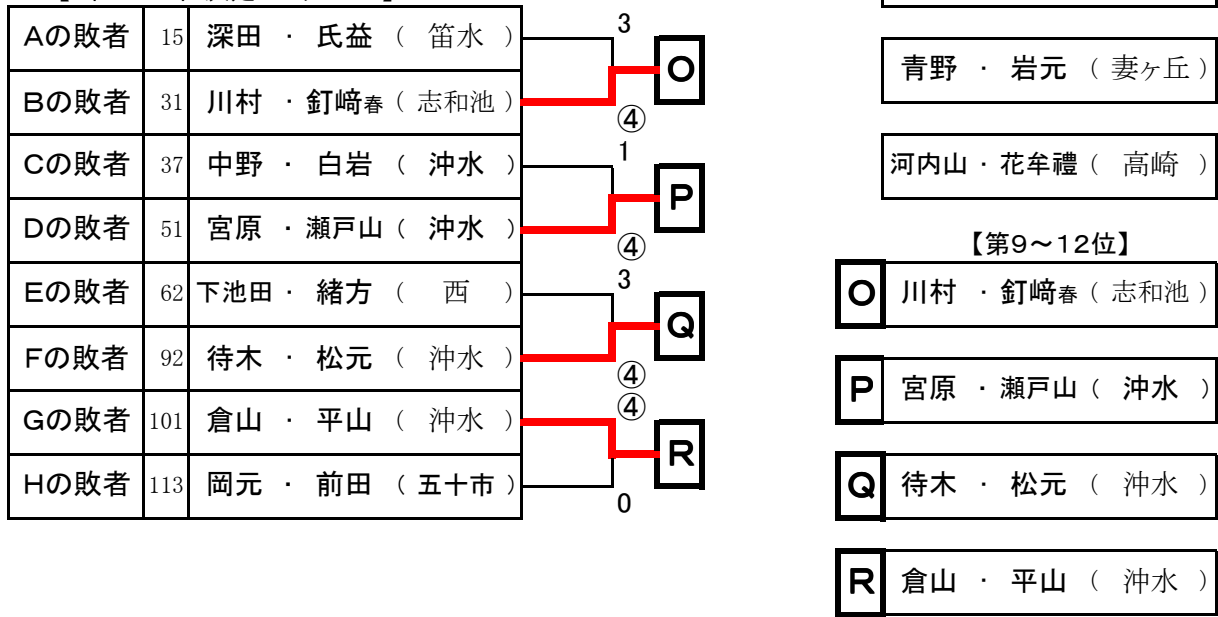 Aの敗者 15 深田 ・ 氏益 （ 笛水 ） 3
O
Bの敗者 31 川村 ・釘﨑春（ 志和池 ） ④
Cの敗者 37 中野 ・ 白岩 （ 沖水 ） 1
P
Dの敗者 51 宮原 ・瀬戸山（ 沖水 ） ④
Eの敗者 62 下池田・ 緒方 （ 西 ） 3
Q
Fの敗者 92 待木 ・ 松元 （ 沖水 ） ④
Gの敗者 101 倉山 ・ 平山 （ 沖水 ） ④
R
Hの敗者 113 岡元 ・ 前田 （ 五十市 ） 0
青野 ・ 岩元 （ 妻ヶ丘 ）
河内山 ・ 花牟禮 （ 高崎 ）
【第9～12位】
O 川村 ・釘﨑春（ 志和池 ）
P 宮原 ・瀬戸山（ 沖水 ）
Q 待木 ・ 松元 （ 沖水 ）
R 倉山 ・ 平山 （ 沖水 ）